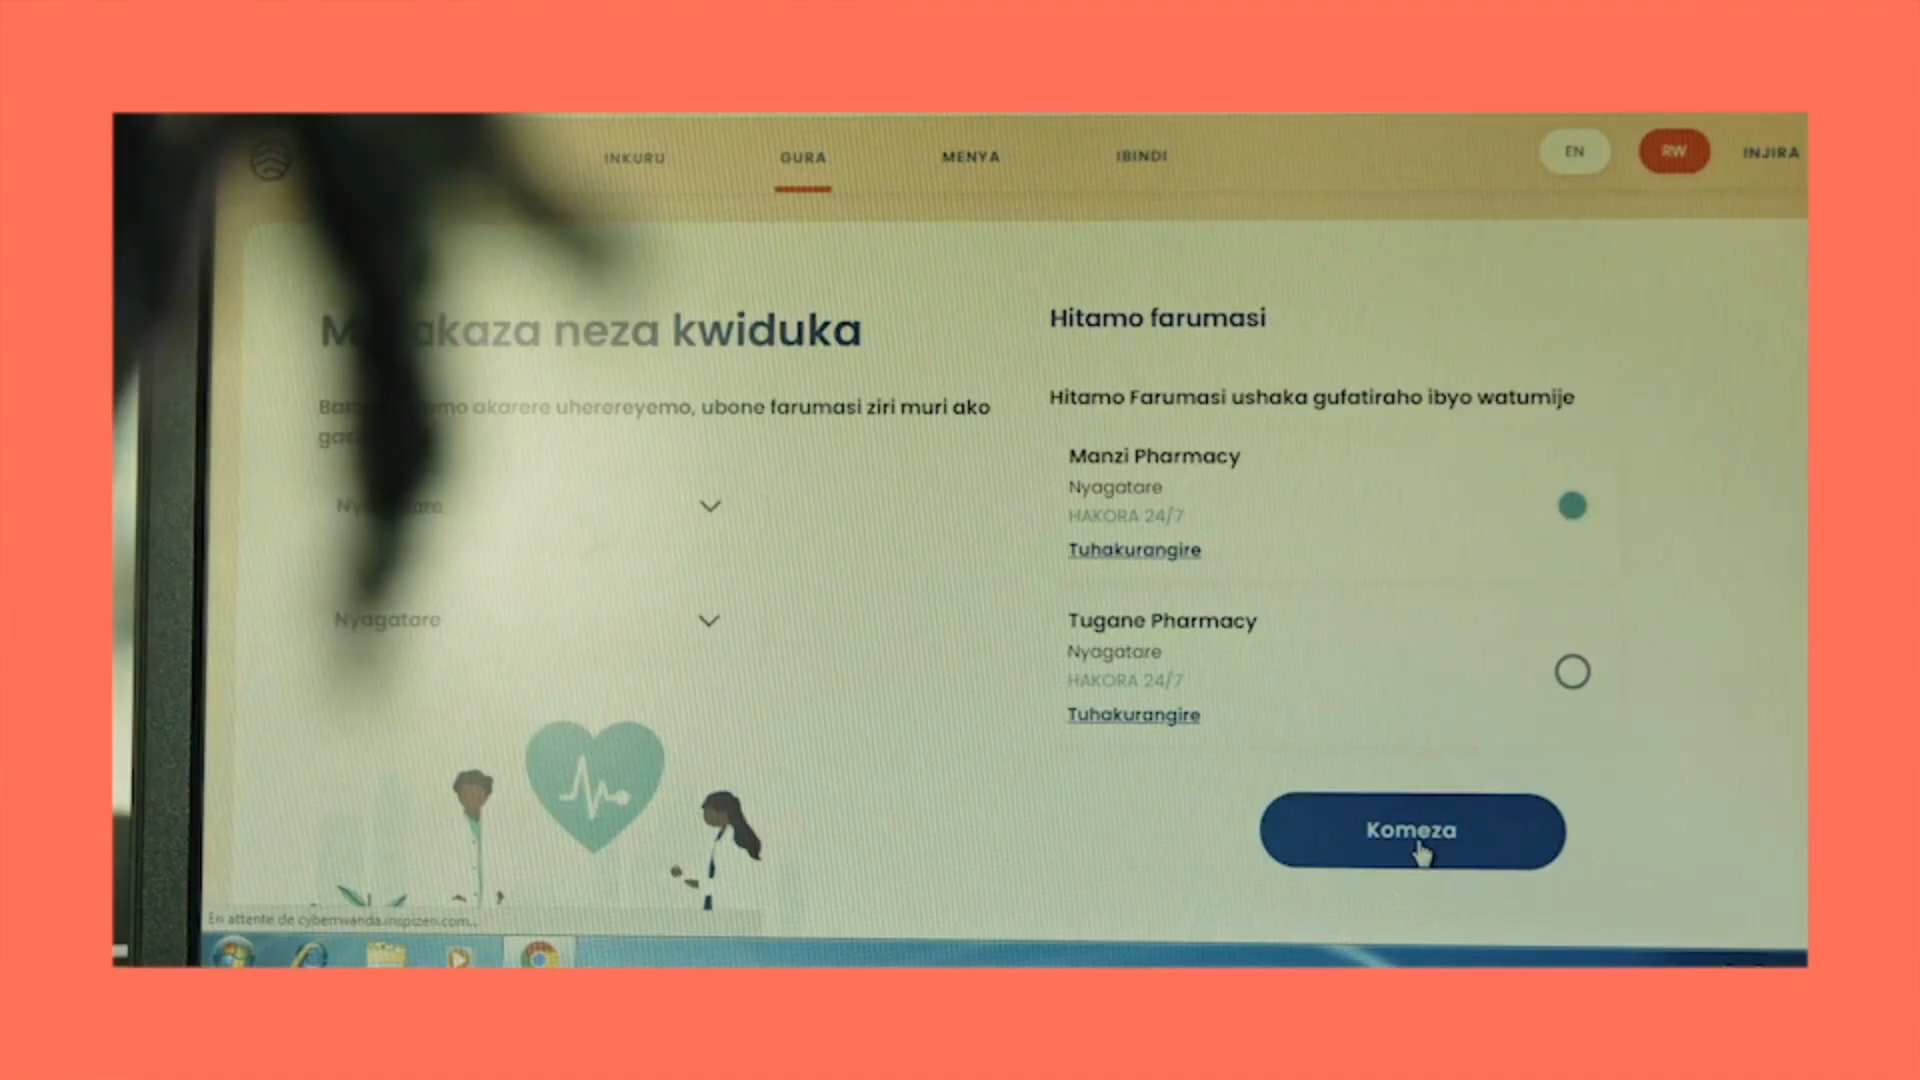 INKURU
GURA
MENYA
IBINDI
EN
RW
INJIRA
neza kwiduka
akarere uherereyemo, ubone farumasi ziri muri ako
Nyagatare
Hitamo farumasi
Hitamo Farumasi ushaka gufatiraho ibyo watumije
Manzi Pharmacy
Nyagatare
HAKORA 24/7
Tuhakurangire
Tugane Pharmacy
Nyagatare
HAKORA 24/7
Tuhakurangire
Komeza
En attente de cyberrwanda.inspizen.com...